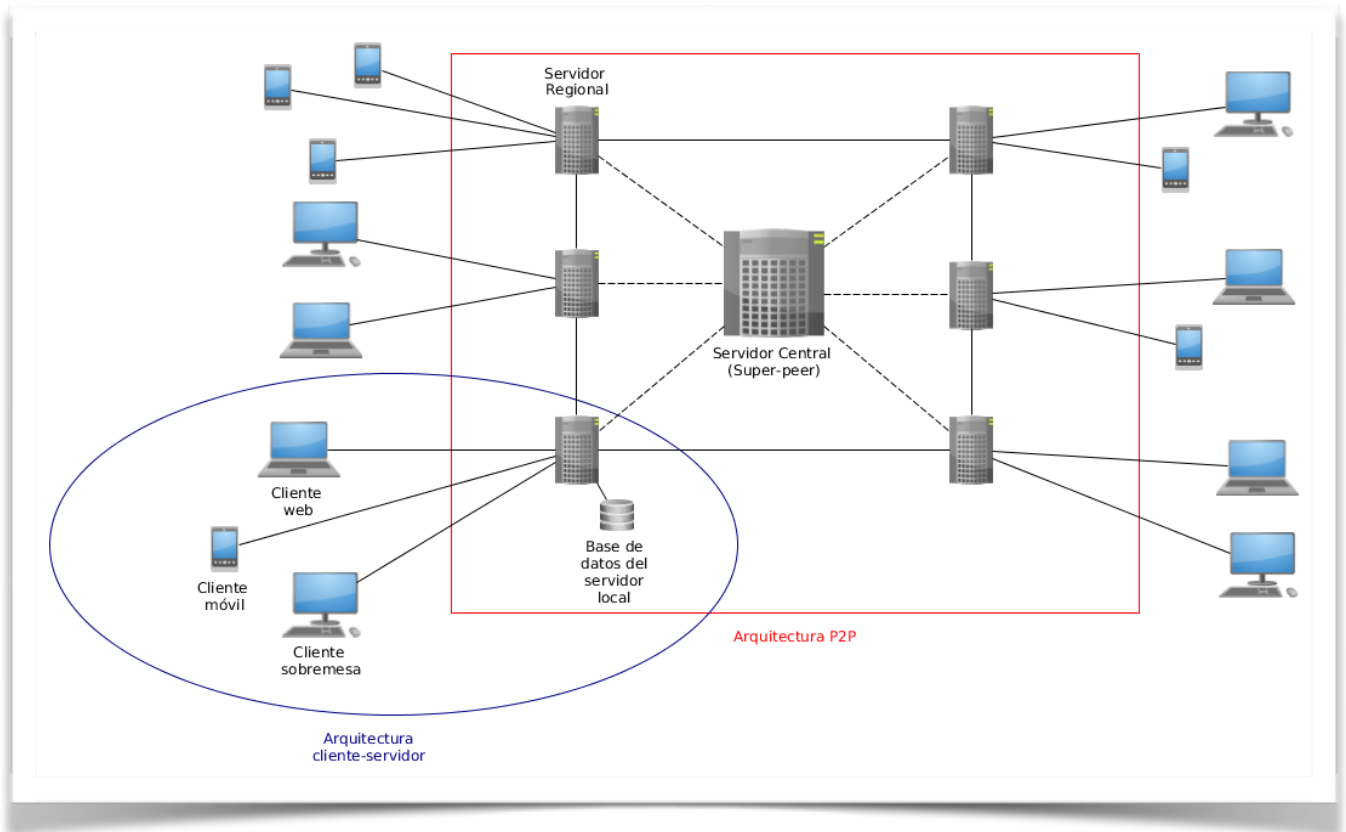 Servidor
Regional
Servidor Central
(Super-peer)
Cliente
web
Cliente
móvil
Base de
datos del
servidor
local
Cliente
sobremesa
Arquitectura P2P
Arquitectura
cliente-servidor